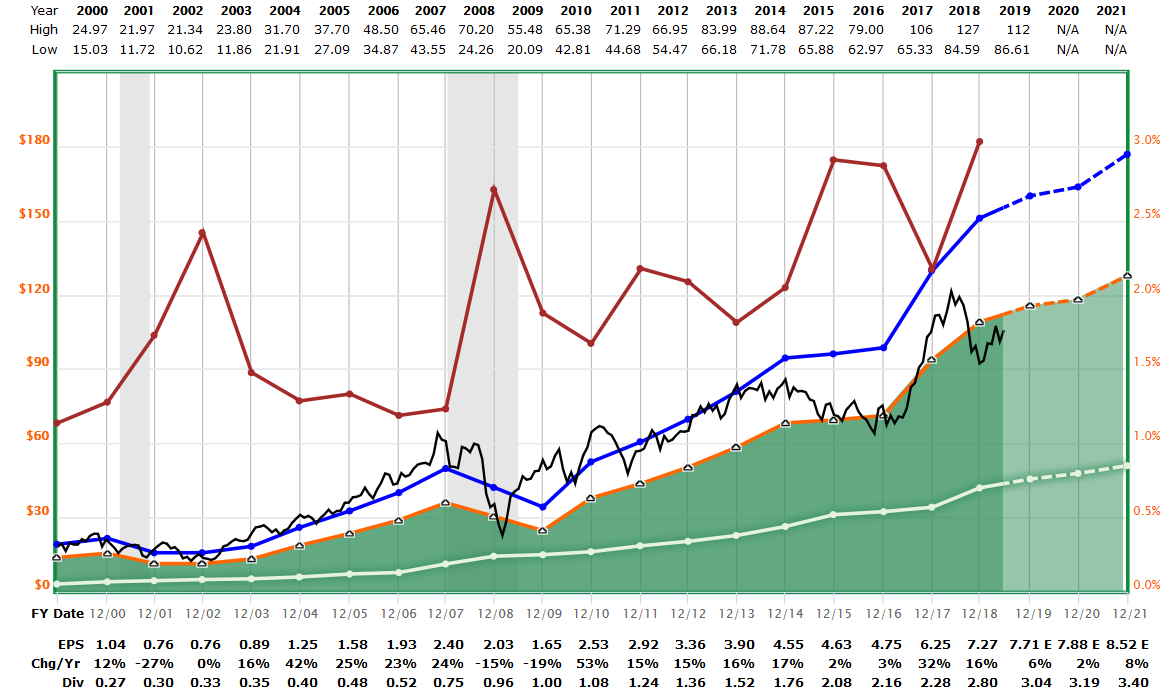 Year 2000 2001 2002 2003 2004 2005 2006 2007 2008 2009 2010 2011 2012 2013 2014 2015 2016 2017 2018 2019 2020 2021
High 24.97 21.97 21.34 23.80 31.70 37.70 48.50 65.46 70.20 55.48 65.38 71.29 66.95 83.99 88.64 87.22 79.00 106 127 112 N/A N/A
Low 15.03 11.72 10.62 11.86 21.91 27.09 34.87 43.55 24.26 20.09 42.81 44.68 54.47 66.18 71.78 65.88 62.97 65.33 84.59 86.61 N/A N/A
$180 3.0%
$150 2.5%
$120 2.0%
$90 1.5%
$60 1.0%
$30 0.5%
$0 0.0%
FY Date 12/00 12/01 12/02 12/03 12/04 12/05 12/06 12/07 12/08 12/09 12/10 12/11 12/12 12/13 12/14 12/15 12/16 12/17 12/18 12/19 12/20 12/21
EPS 1.04 0.76 0.76 0.89 1.25 1.58 1.93 2.40 2.03 1.65 2.53 2.92 3.36 3.90 4.55 4.63 4.75 6.25 7.27 7.71 E 7.88 E 8.52 E
Chg/Yr 12% -27% 0% 16% 42% 25% 23% 24% -15% -19% 53% 15% 15% 16% 17% 2% 3% 32% 16% 6% 2% 8%
Div 0.27 0.30 0.33 0.35 0.40 0.48 0.52 0.75 0.96 1.00 1.08 1.24 1.36 1.52 1.76 2.08 2.16 2.28 2.80 3.04 3.19 3.40